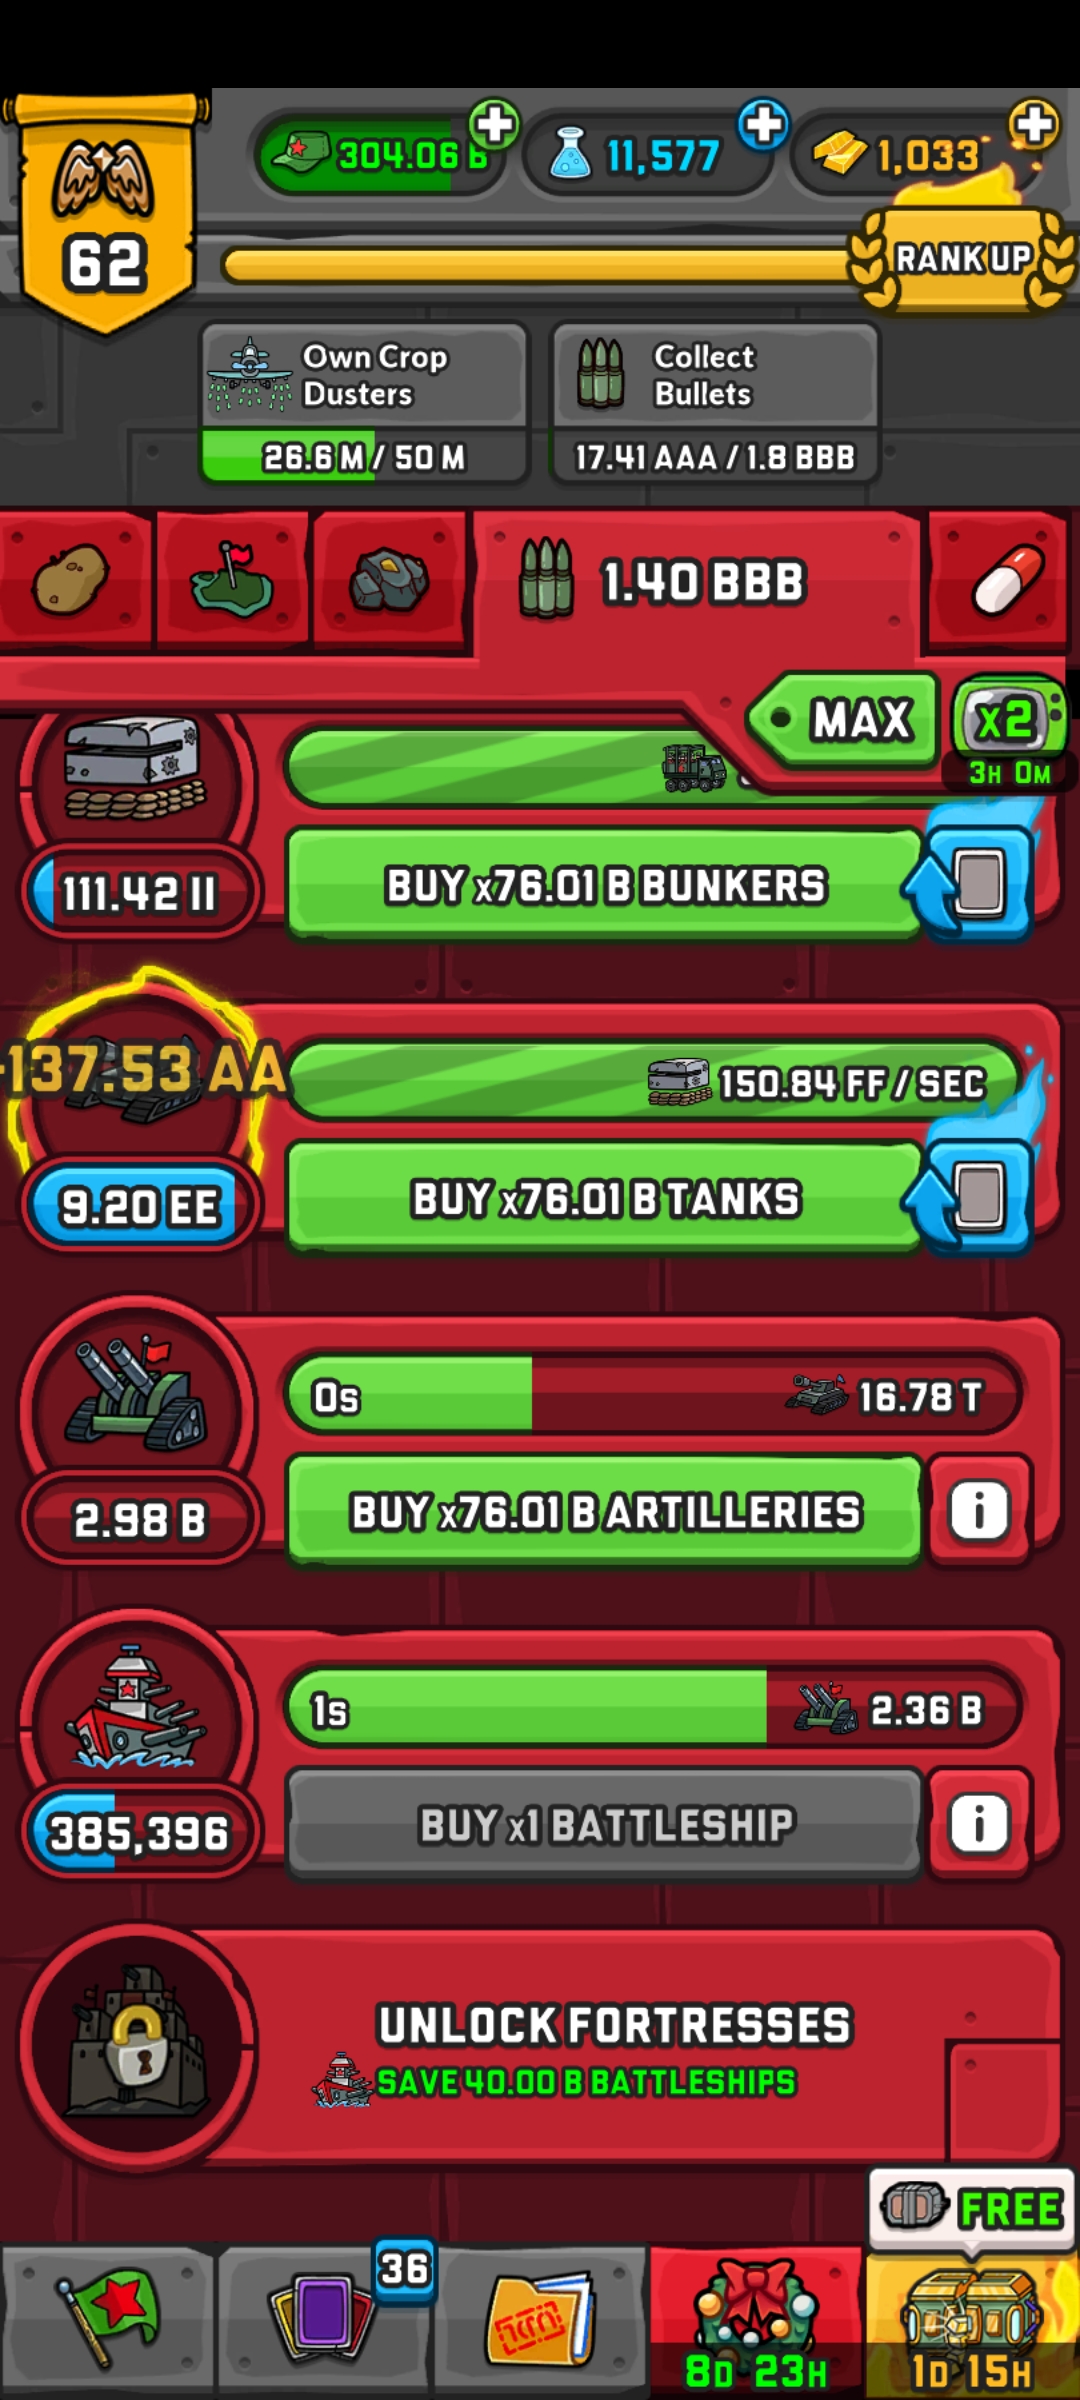 304.06 B
11,577
1,033
62
RANK UP
Own Crop
Dusters
26.6 M / 50 M
Collect
Bullets
17.41 AAA / 1.8 BBB
1.40 BBB
MAX
x2
3H 0M
111.42 II
BUY x76.01 B BUNKERS
137.53 AA
150.84 FF / SEC
9.20 EE
BUY x76.01 B TANKS
0s
16.78 T
2.98 B
BUY x76.01 B ARTILLERIES
1s
2.36 B
385,396
BUY x1 BATTLESHIP
UNLOCK FORTRESSES
SAVE 40.00 B BATTLESHIPS
FREE
36
8D 23H
1D 15H